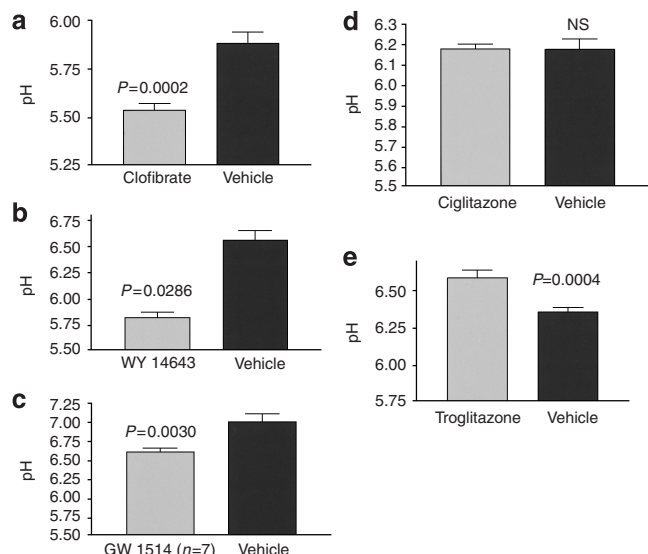 a
6.00
5.75
5.50
5.25
pH
P=0.0002
Clofibrate Vehicle
b
6.75
6.50
6.25
6.00
5.75
5.50
pH
P=0.0286
WY 14643 Vehicle
c
7.25
7.00
6.75
6.50
6.25
6.00
5.75
5.50
pH
P=0.0030
GW 1514 (n=7) Vehicle
d
6.3
6.2
6.1
6.0
5.9
5.8
5.7
5.6
5.5
pH
NS
Ciglitazone Vehicle
e
6.50
6.25
6.00
5.75
pH
P=0.0004
Troglitazone Vehicle